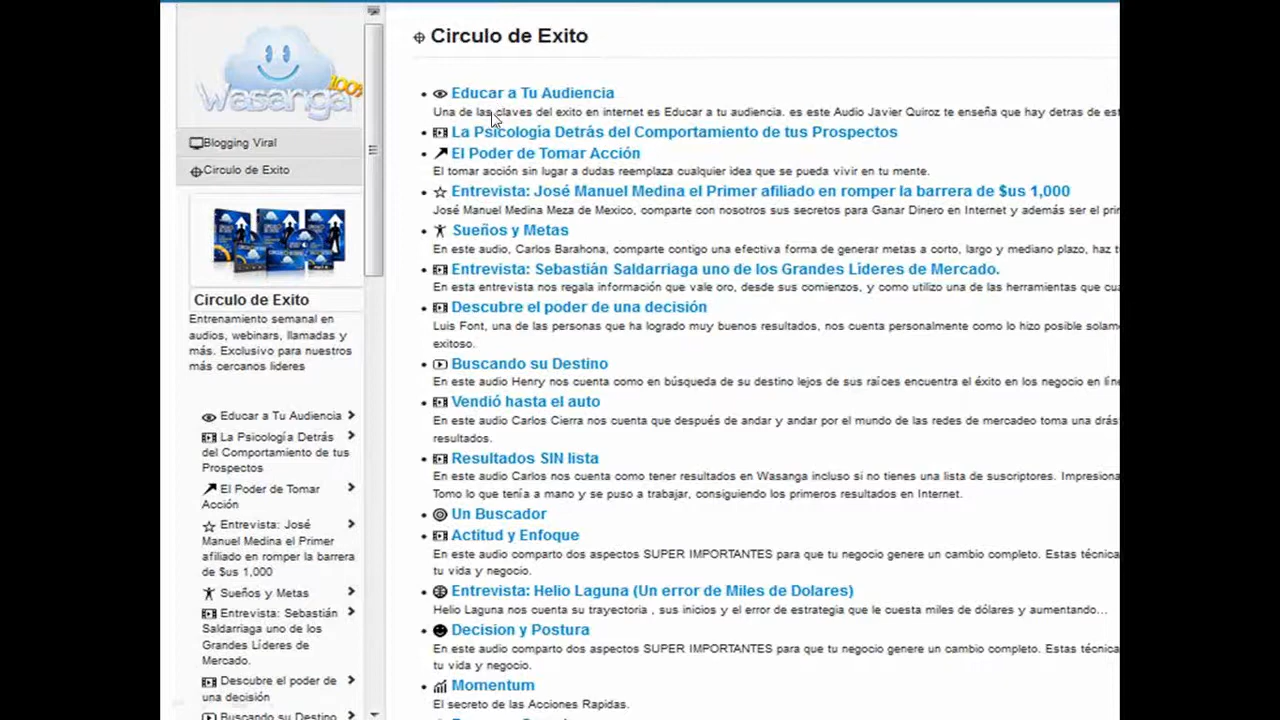 100%
Wasanga
Blogging Viral
Circulo de Exito
Circulo de Exito
Entrenamiento semanal en
audios, webinars, llamadas y
más. Exclusivo para nuestros
más cercanos lideres
Educar a Tu Audiencia
La Psicología Detrás
del Comportamiento de tus
Prospectos
El Poder de Tomar
Acción
Entrevista: José
Manuel Medina el Primer
afiliado en romper la barrera
de $us 1,000
Sueños y Metas
Entrevista: Sebastián
Saldarriaga uno de los
Grandes Líderes de
Mercado.
Descubre el poder de
una decisión
Buscando su Destino
Circulo de Exito
Educar a Tu Audiencia
Una de las claves del exito en internet es Educar a tu audiencia. es este Audio Javier Quiroz te enseña que hay detras de est
La Psicología Detrás del Comportamiento de tus Prospectos
El Poder de Tomar Acción
El tomar acción sin lugar a dudas reemplaza cualquier idea que se pueda vivir en tu mente.
Entrevista: José Manuel Medina el Primer afiliado en romper la barrera de $us 1,000
José Manuel Medina Meza de Mexico, comparte con nosotros sus secretos para Ganar Dinero en Internet y además ser el prir
Sueños y Metas
En este audio, Carlos Barahona, comparte contigo una efectiva forma de generar metas a corto, largo y mediano plazo, haz t
Entrevista: Sebastián Saldarriaga uno de los Grandes Líderes de Mercado.
En esta entrevista nos regala información que vale oro, desde sus comienzos, y como utilizo una de las herramientas que cua
Descubre el poder de una decisión
Luis Font, una de las personas que ha logrado muy buenos resultados, nos cuenta personalmente como lo hizo posible solam
exitoso.
Buscando su Destino
En este audio Henry nos cuenta como en búsqueda de su destino lejos de sus raíces encuentra el éxito en los negocio en líne
Vendió hasta el auto
En este audio Carlos Cierra nos cuenta que después de andar y andar por el mundo de las redes de mercadeo toma una drás
resultados.
Resultados SIN lista
En este audio Carlos nos cuenta como tener resultados en Wasanga incluso si no tienes una lista de suscriptores. Impresiona
Tomo lo que tenía a mano y se puso a trabajar, consiguiendo los primeros resultados en Internet.
Un Buscador
Actitud y Enfoque
En este audio comparto dos aspectos SUPER IMPORTANTES para que tu negocio genere un cambio completo. Estas técnica
tu vida y negocio.
Entrevista: Helio Laguna (Un error de Miles de Dolares)
Helio Laguna nos cuenta su trayectoria , sus inicios y el error de estrategia que le cuesta miles de dólares y aumentando...
Decision y Postura
En este audio comparto dos aspectos SUPER IMPORTANTES para que tu negocio genere un cambio completo. Estas técnica
tu vida y negocio.
Momentum
El secreto de las Acciones Rapidas.